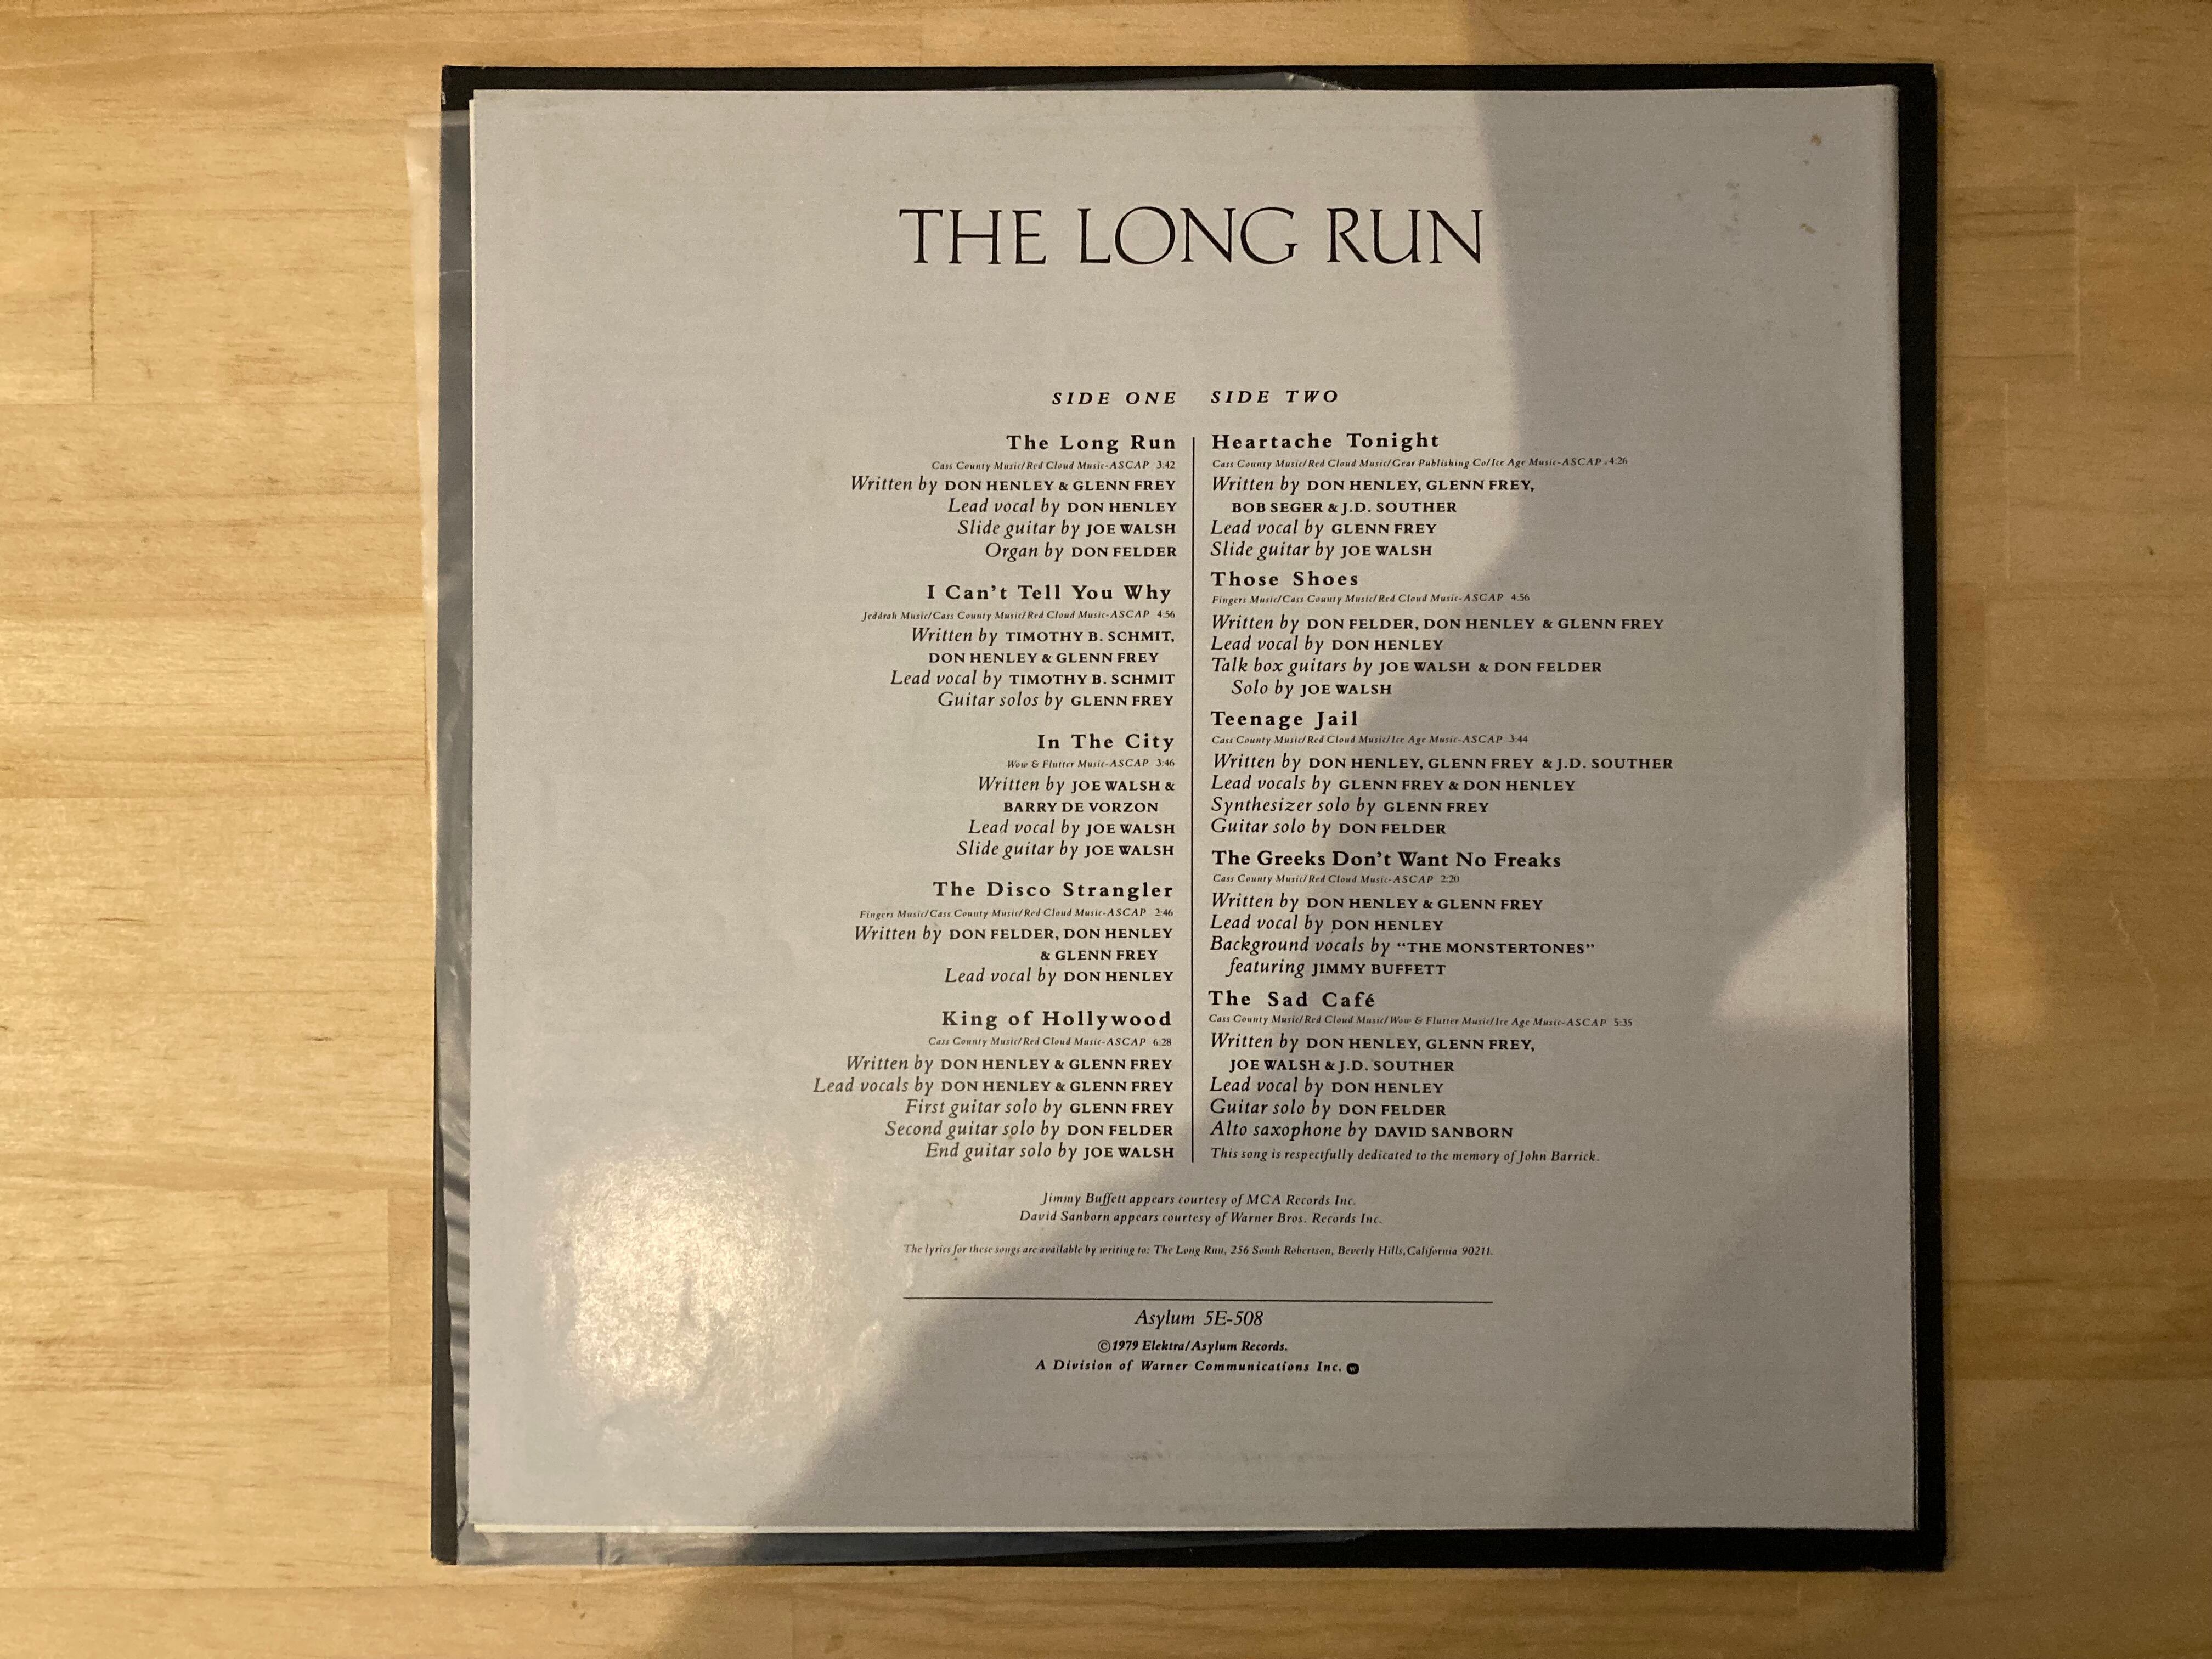 THE LONG RUN
SIDE ONE
The Long Run
Cass County Music/Red Cloud Music-ASCAP 3:42
Written by DON HENLEY & GLENN FREY
Lead vocal by DON HENLEY
Slide guitar by JOE WALSH
Organ by DON FELDER
I Can't Tell You Why
Jeddrah Music/Cass County Music/Red Cloud Music-ASCAP 4:56
Written by TIMOTHY B. SCHMIT,
DON HENLEY & GLENN FREY
Lead vocal by TIMOTHY B. SCHMIT
Guitar solos by GLENN FREY
In The City
Wow & Flutter Music-ASCAP 3:46
Written by JOE WALSH &
BARRY DE VORZON
Lead vocal by JOE WALSH
Slide guitar by JOE WALSH
The Disco Strangler
Fingers Music/Cass County Music/Red Cloud Music-ASCAP 2:46
Written by DON FELDER, DON HENLEY
& GLENN FREY
Lead vocal by DON HENLEY
King of Hollywood
Cass County Music/Red Cloud Music-ASCAP 6:28
Written by DON HENLEY & GLENN FREY
Lead vocals by DON HENLEY & GLENN FREY
First guitar solo by GLENN FREY
Second guitar solo by DON FELDER
End guitar solo by JOE WALSH
SIDE TWO
Heartache Tonight
Cass County Music/Red Cloud Music/Gear Publishing Co/Ice Age Music-ASCAP 4:26
Written by DON HENLEY, GLENN FREY,
BOB SEGER & J.D. SOUTHER
Lead vocal by GLENN FREY
Slide guitar by JOE WALSH
Those Shoes
Fingers Music/Cass County Music/Red Cloud Music-ASCAP 4:56
Written by DON FELDER, DON HENLEY & GLENN FREY
Lead vocal by DON HENLEY
Talk box guitars by JOE WALSH & DON FELDER
Solo by JOE WALSH
Teenage Jail
Cass County Music/Red Cloud Music/Ice Age Music-ASCAP 3:44
Written by DON HENLEY, GLENN FREY & J.D. SOUTHER
Lead vocals by GLENN FREY & DON HENLEY
Synthesizer solo by GLENN FREY
Guitar solo by DON FELDER
The Greeks Don't Want No Freaks
Cass County Music/Red Cloud Music-ASCAP 2:20
Written by DON HENLEY & GLENN FREY
Lead vocal by DON HENLEY
Background vocals by "THE MONSTERTONES"
featuring JIMMY BUFFETT
The Sad Café
Cass County Music/Red Cloud Music/Wow & Flutter Music/Ice Age Music-ASCAP 5:35
Written by DON HENLEY, GLENN FREY,
JOE WALSH & J.D. SOUTHER
Lead vocal by DON HENLEY
Guitar solo by DON FELDER
Alto saxophone by DAVID SANBORN
This song is respectfully dedicated to the memory of John Barrick.
Jimmy Buffett appears courtesy of MCA Records Inc.
David Sanborn appears courtesy of Warner Bros. Records Inc.
The lyrics for these songs are available by writing to: The Long Run, 256 South Robertson, Beverly Hills, California 90211.
Asylum 5E-508
©1979 Elektra/Asylum Records.
A Division of Warner Communications Inc.